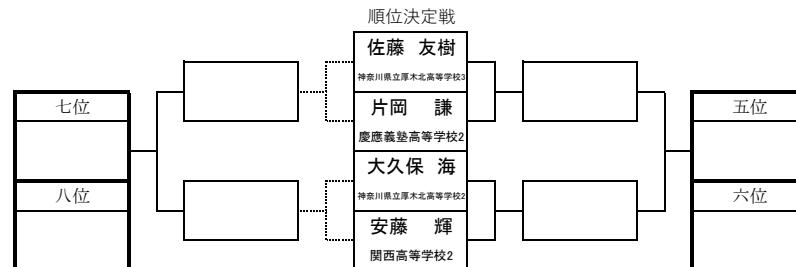 順位決定戦
佐藤 友樹
神奈川県立厚木北高等学校3
七位
片岡 謙
五位
慶應義塾高等学校2
大久保 海
八位
神奈川県立厚木北高等学校2
六位
安藤 輝
関西高等学校2